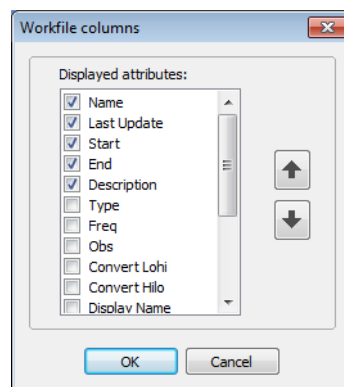 Workfile columns
Displayed attributes:
Name
Last Update
Start
End
Description
Type
Freq
Obs
Convert Lohi
Convert Hilo
Display Name
OK
Cancel